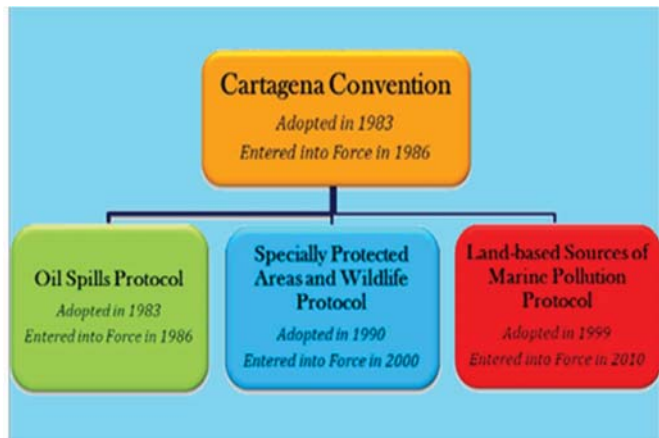 Cartagena Convention
Adopted in 1983
Entered into Force in 1986
Oil Spills Protocol
Adopted in 1983
Entered into Force in 1986
Specially Protected
Areas and Wildlife
Protocol
Adopted in 1990
Entered into Force in 2000
Land-based Sources of
Marine Pollution
Protocol
Adopted in 1999
Entered into Force in 2010